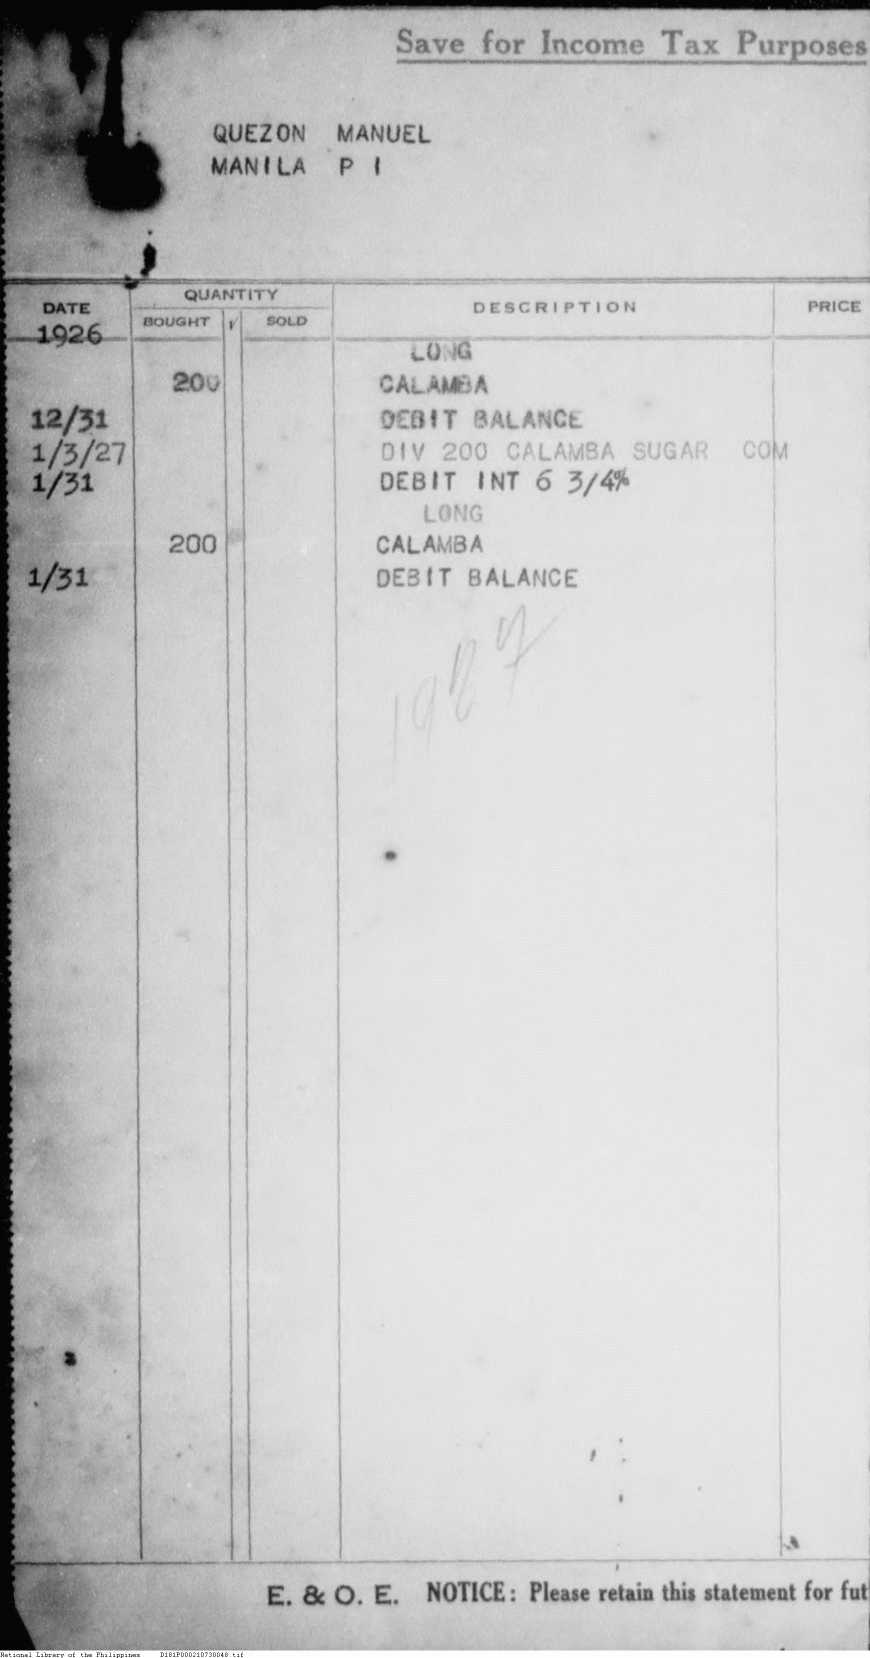 Save for Income Tax Purposes
QUEZON MANUEL
MANILA P I
DATE QUANTITY DESCRIPTION PRICE
BOUGHT √ SOLD
1926
LONG
200 CALAMBA
12/31 DEBIT BALANCE
1/3/27 DIV 200 CALAMBA SUGAR COM
1/31 DEBIT INT 6 3/4%
LONG
200 CALAMBA
1/31 DEBIT BALANCE
1927
E. & O. E. NOTICE: Please retain this statement for fut
National Library of the Philippines D181P000210730040.tif